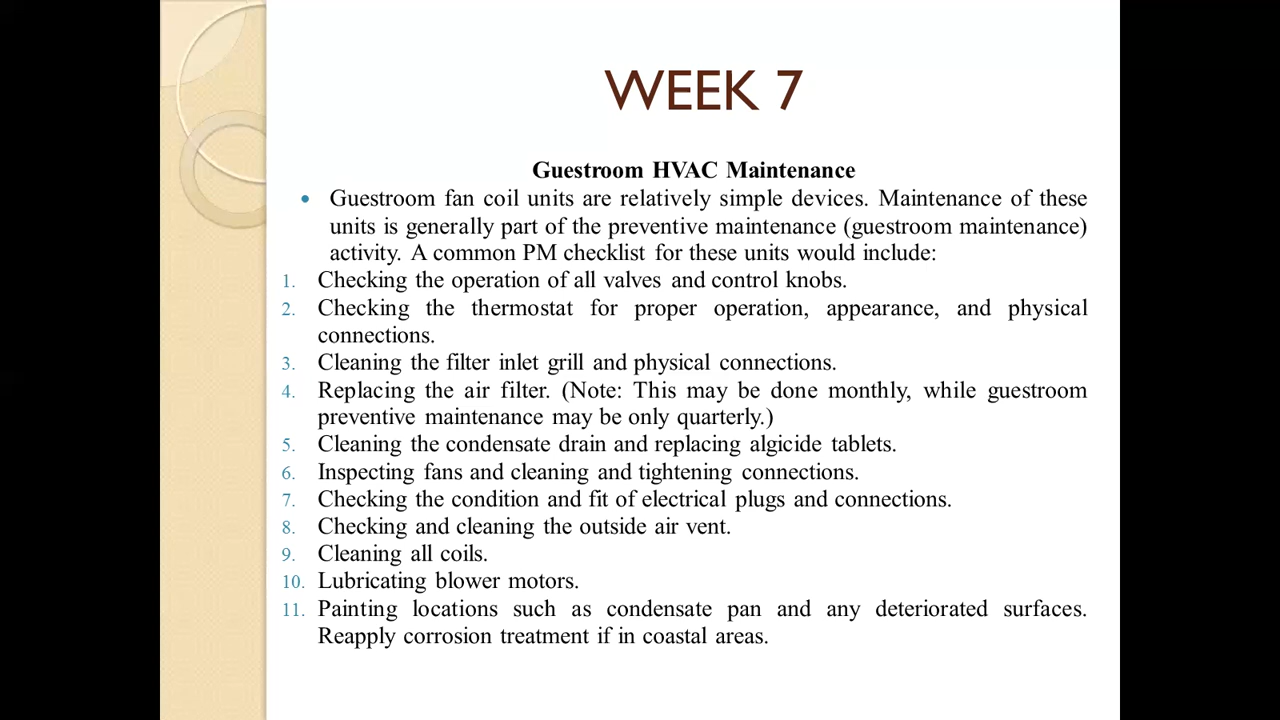 WEEK 7
Guestroom HVAC Maintenance
• Guestroom fan coil units are relatively simple devices. Maintenance of these
units is generally part of the preventive maintenance (guestroom maintenance)
activity. A common PM checklist for these units would include:
1. Checking the operation of all valves and control knobs.
2. Checking the thermostat for proper operation, appearance, and physical
connections.
3. Cleaning the filter inlet grill and physical connections.
4. Replacing the air filter. (Note: This may be done monthly, while guestroom
preventive maintenance may be only quarterly.)
5. Cleaning the condensate drain and replacing algicide tablets.
6. Inspecting fans and cleaning and tightening connections.
7. Checking the condition and fit of electrical plugs and connections.
8. Checking and cleaning the outside air vent.
9. Cleaning all coils.
10. Lubricating blower motors.
11. Painting locations such as condensate pan and any deteriorated surfaces.
Reapply corrosion treatment if in coastal areas.